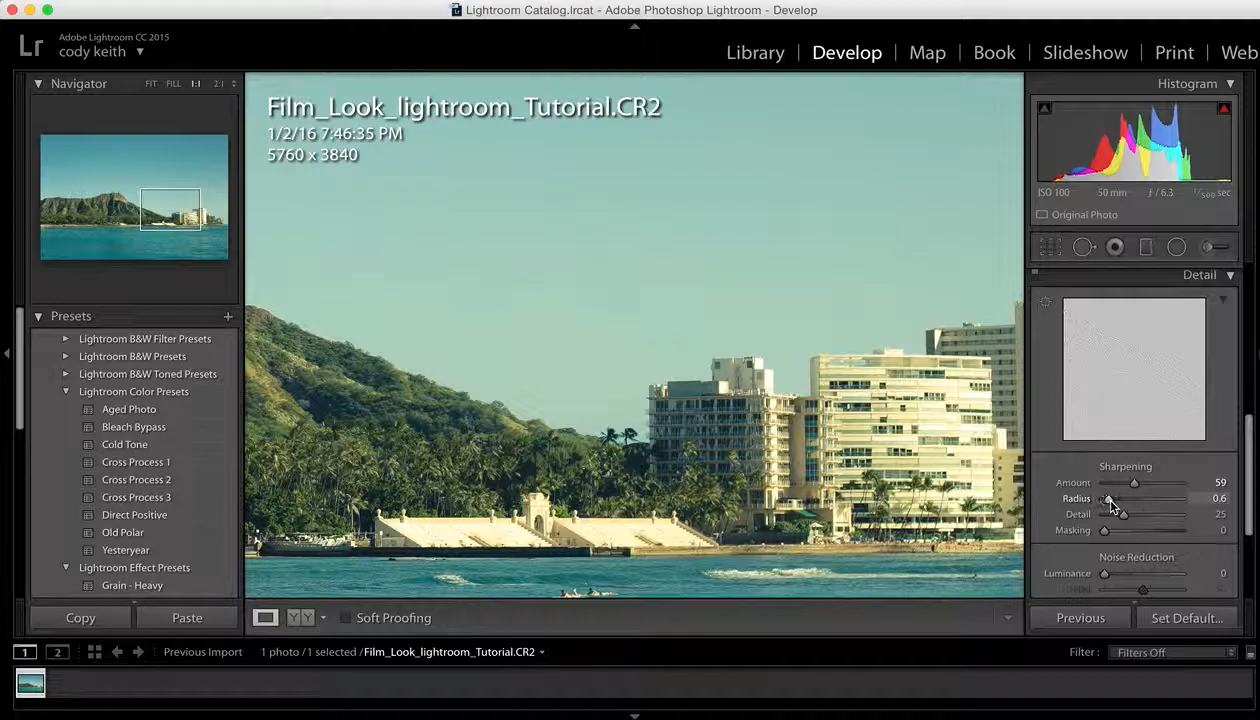 Lightroom Catalog.lrcat - Adobe Photoshop Lightroom - Develop
Lr
Adobe Lightroom CC 2015
cody keith
Library | Develop | Map | Book | Slideshow | Print | Web
Navigator FIT FILL 1:1 2:1
Film_Look_lightroom_Tutorial.CR2
1/2/16 7:46:35 PM
5760 x 3840
Histogram
ISO 100 50 mm ƒ / 6.3 1/500 sec
Original Photo
Detail
Presets +
Lightroom B&W Filter Presets
Lightroom B&W Presets
Lightroom B&W Toned Presets
Lightroom Color Presets
Aged Photo
Bleach Bypass
Cold Tone
Cross Process 1
Cross Process 2
Cross Process 3
Direct Positive
Old Polar
Yesteryear
Lightroom Effect Presets
Grain - Heavy
Sharpening
Amount 59
Radius 0.6
Detail 25
Masking 0
Noise Reduction
Luminance 0
Copy Paste
YY
Soft Proofing
Previous Set Default...
1 2 Previous Import 1 photo / 1 selected / Film_Look_lightroom_Tutorial.CR2
Filter : Filters Off